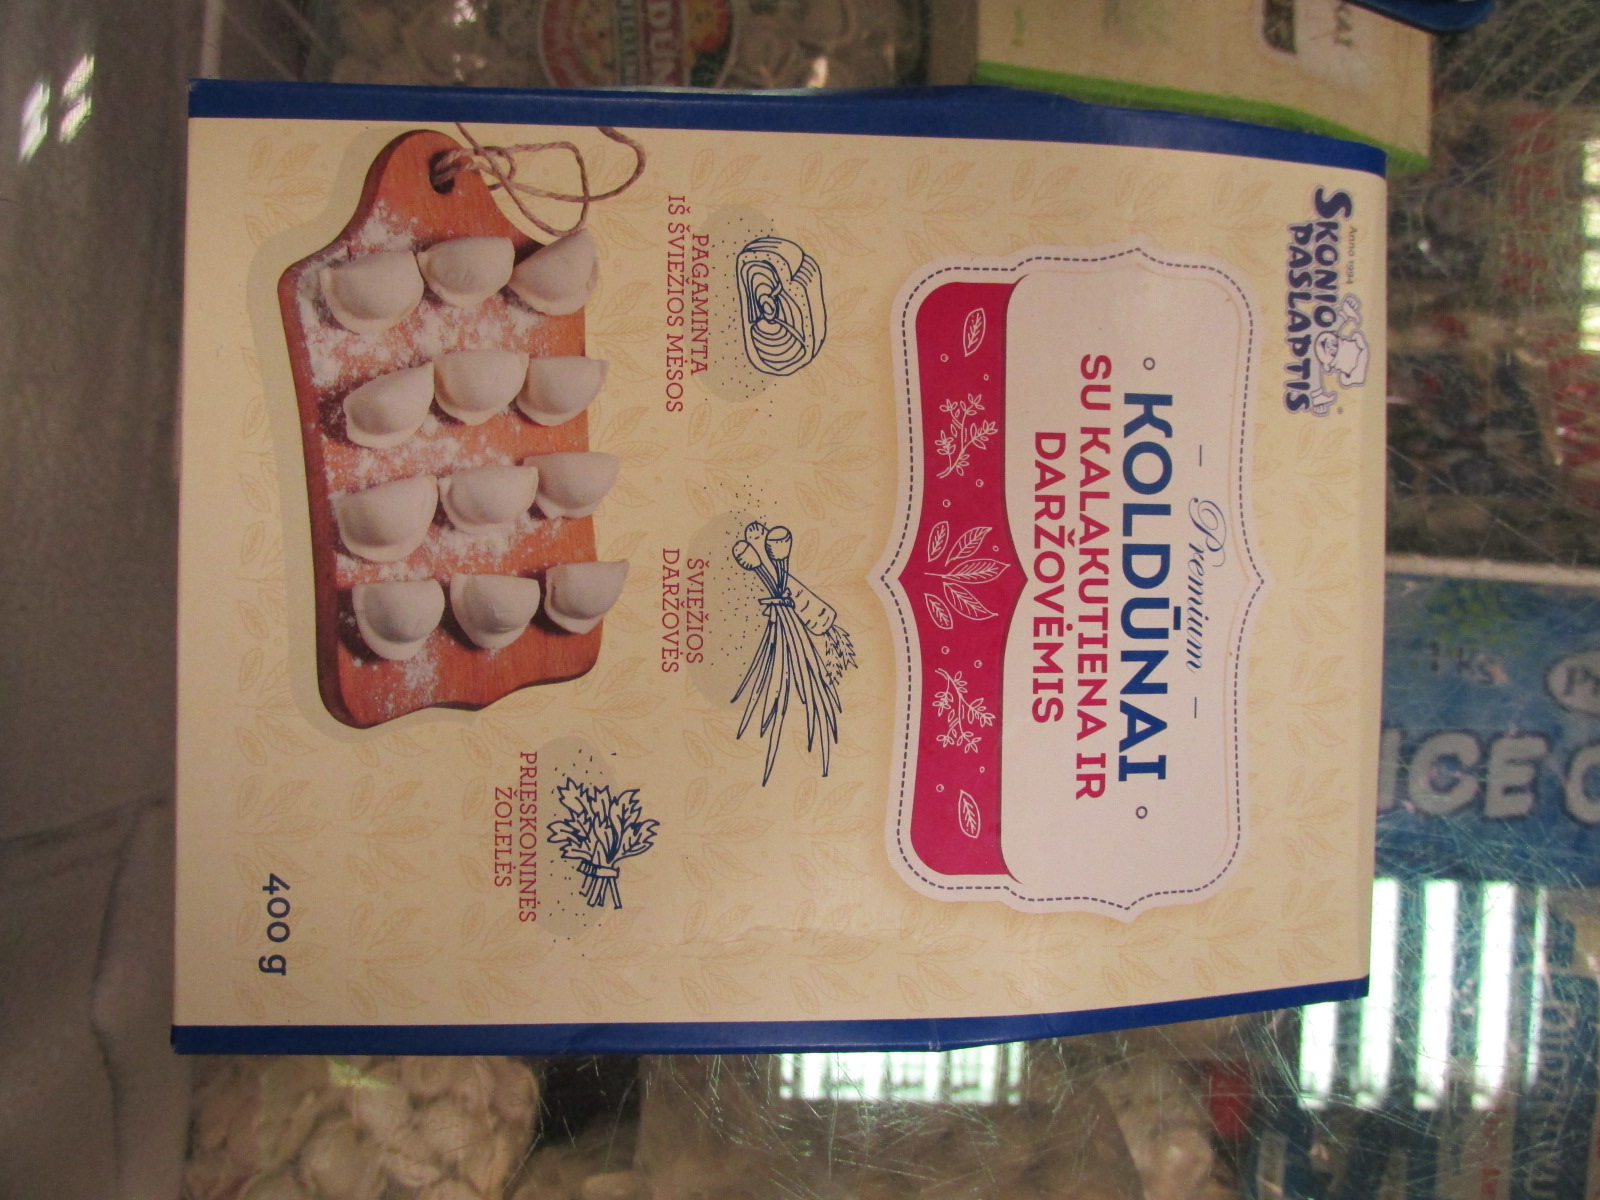 SKONIO
Anno 1994
PASLAPTIS
Premium
KOLDŪNAI
SU KALAKUTIENA IR
DARŽOVĖMIS
PAGAMINTA
IŠ ŠVIEŽIOS MĖSOS
ŠVIEŽIOS
DARŽOVĖS
PRIESKONINĖS
ŽOLELĖS
400 g